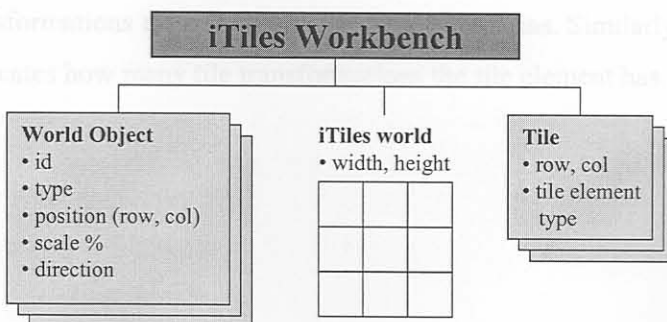 iTiles Workbench
World Object
• id
• type
• position (row, col)
• scale %
• direction
iTiles world
• width, height
Tile
• row, col
• tile element
type